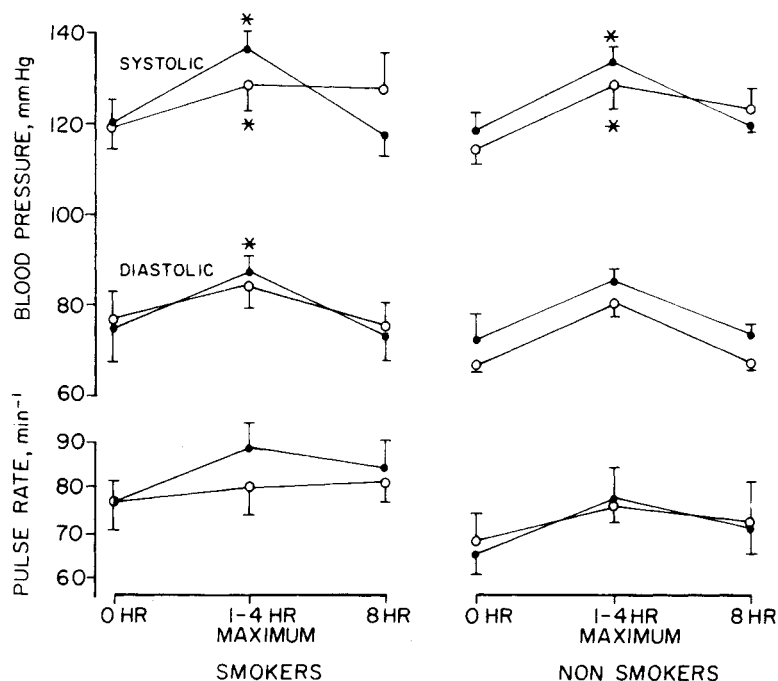 BLOOD PRESSURE, mm Hg
140
120
100
80
60
SYSTOLIC
*
*
*
*
DIASTOLIC
*
PULSE RATE, min⁻¹
90
80
70
60
0 HR 1-4 HR 8 HR
MAXIMUM
SMOKERS
0 HR 1-4 HR 8 HR
MAXIMUM
NON SMOKERS